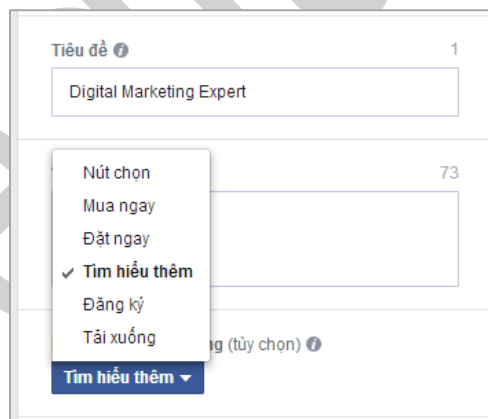 Tiêu đề 1
Digital Marketing Expert
73
Nút chọn
Mua ngay
Đặt ngay
Tìm hiểu thêm
Đăng ký
Tải xuống
(tùy chọn)
Tìm hiểu thêm